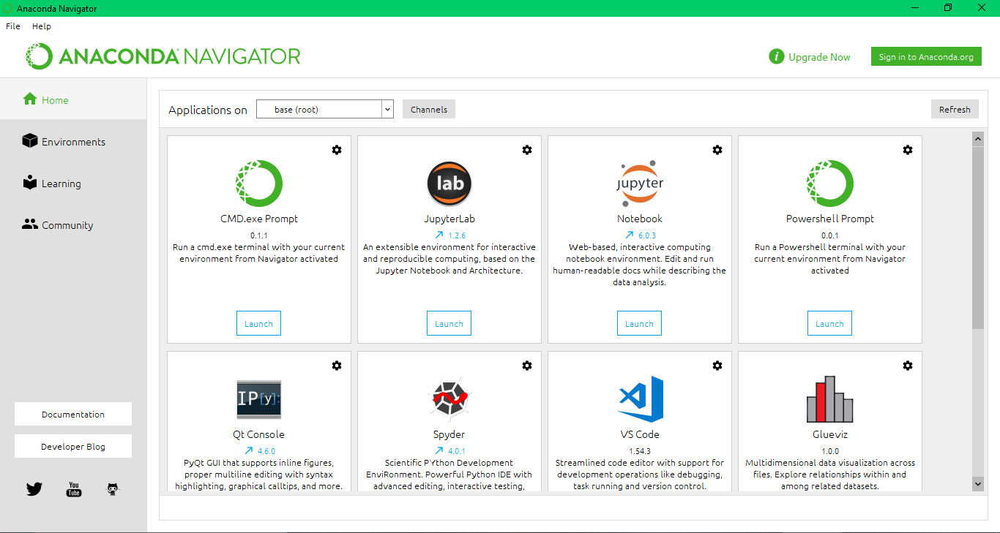 Anaconda Navigator
File Help
ANACONDA NAVIGATOR
i Upgrade Now Sign in to Anaconda.org
Home
Environments
Learning
Community
Documentation
Developer Blog
You
Tube
Applications on base (root) Channels Refresh
CMD.exe Prompt
0.1.1
Run a cmd.exe terminal with your current
environment from Navigator activated
Launch
lab
JupyterLab
1.2.6
An extensible environment for interactive
and reproducible computing, based on the
Jupyter Notebook and Architecture.
Launch
jupyter
Notebook
6.0.3
Web-based, interactive computing
notebook environment. Edit and run
human-readable docs while describing the
data analysis.
Launch
Powershell Prompt
0.0.1
Run a Powershell terminal with your
current environment from Navigator
activated
Launch
IP[y]:
Qt Console
4.6.0
PyQt GUI that supports inline figures,
proper multiline editing with syntax
highlighting, graphical calltips, and more.
Spyder
4.0.1
Scientific PYthon Development
EnviRonment. Powerful Python IDE with
advanced editing, interactive testing,
VS Code
1.54.3
Streamlined code editor with support for
development operations like debugging,
task running and version control.
Glueviz
1.0.0
Multidimensional data visualization across
files. Explore relationships within and
among related datasets.